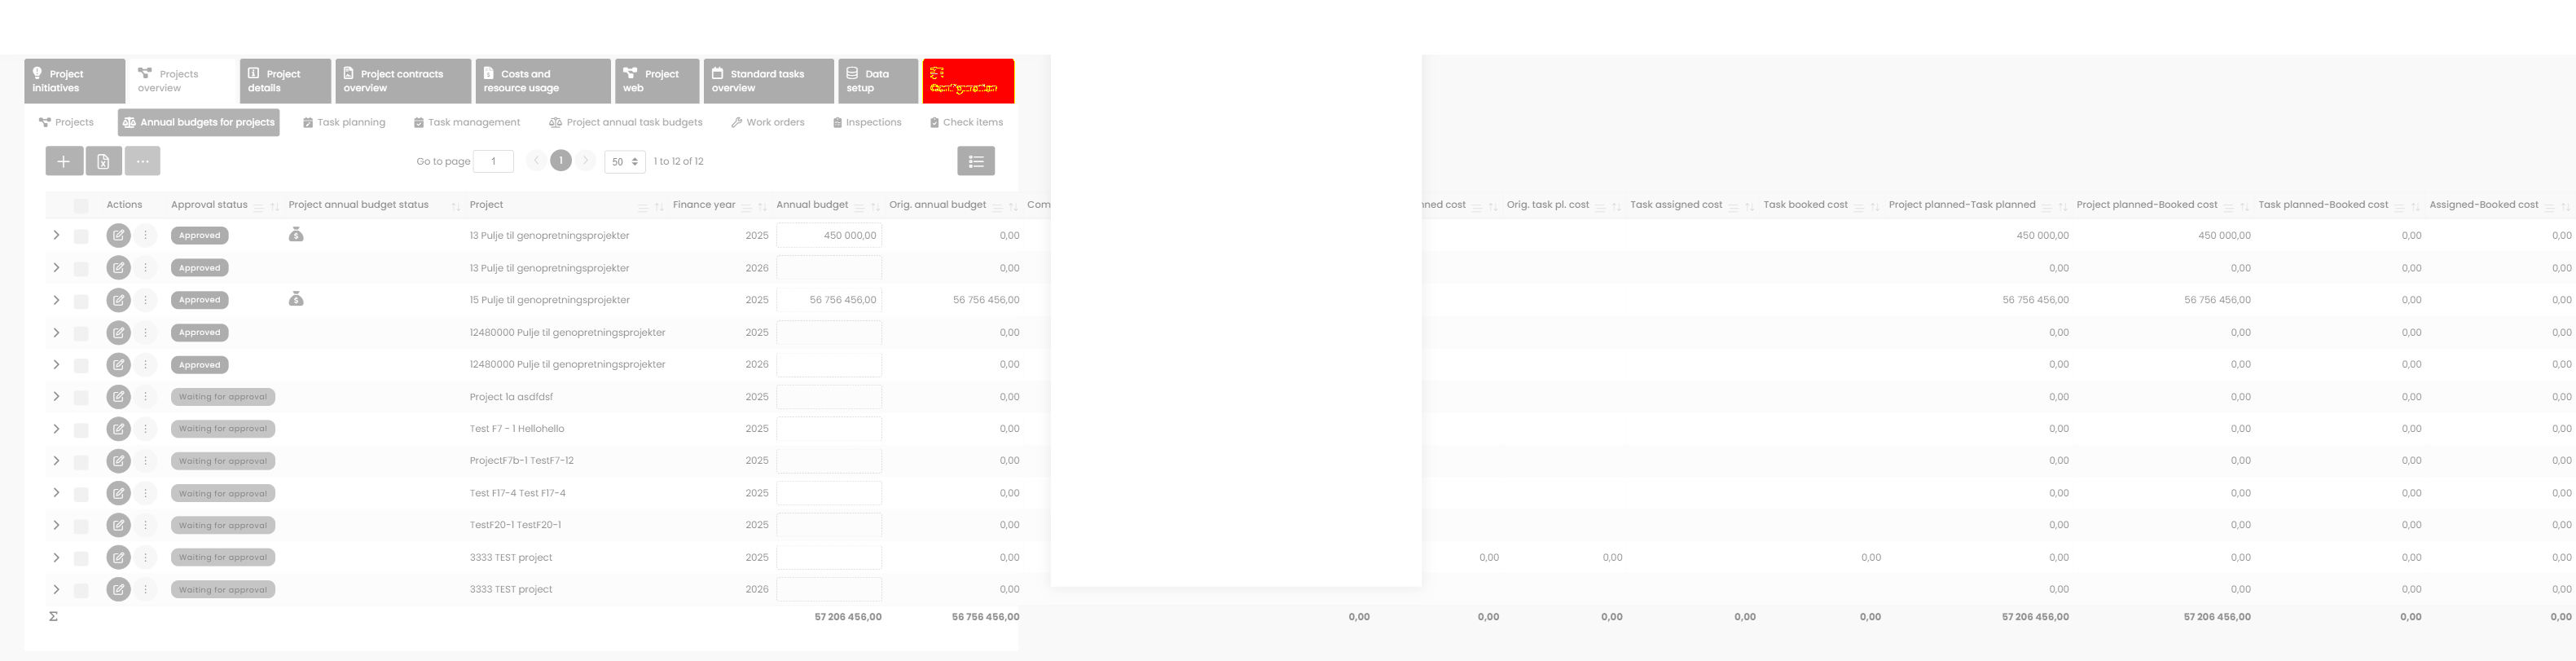 Project initiatives
Projects overview
Project details
Project contracts overview
Costs and resource usage
Project web
Standard tasks overview
Data setup
Projects Annual budgets for projects Task planning Task management Project annual task budgets Work orders Inspections Check items
Go to page 1 1 50 1 to 12 of 12
Actions Approval status Project annual budget status Project Finance year Annual budget Orig. annual budget Com nned cost Orig. task pl. cost Task assigned cost Task booked cost Project planned-Task planned Project planned-Booked cost Task planned-Booked cost Assigned-Booked cost
Approved 13 Pulje til genopretningsprojekter 2025 450 000,00 0,00 450 000,00 450 000,00 0,00 0,00
Approved 13 Pulje til genopretningsprojekter 2026 0,00 0,00 0,00 0,00 0,00
Approved 15 Pulje til genopretningsprojekter 2025 56 756 456,00 56 756 456,00 56 756 456,00 56 756 456,00 0,00 0,00
Approved 12480000 Pulje til genopretningsprojekter 2025 0,00 0,00 0,00 0,00 0,00
Approved 12480000 Pulje til genopretningsprojekter 2026 0,00 0,00 0,00 0,00 0,00
Waiting for approval Project 1a asdfdsf 2025 0,00 0,00 0,00 0,00 0,00
Waiting for approval Test F7 - 1 Hellohello 2025 0,00 0,00 0,00 0,00 0,00
Waiting for approval ProjectF7b-1 TestF7-12 2025 0,00 0,00 0,00 0,00 0,00
Waiting for approval Test F17-4 Test F17-4 2025 0,00 0,00 0,00 0,00 0,00
Waiting for approval TestF20-1 TestF20-1 2025 0,00 0,00 0,00 0,00 0,00
Waiting for approval 3333 TEST project 2025 0,00 0,00 0,00 0,00 0,00 0,00 0,00 0,00
Waiting for approval 3333 TEST project 2026 0,00 0,00 0,00 0,00 0,00
Σ 57 206 456,00 56 756 456,00 0,00 0,00 0,00 0,00 0,00 57 206 456,00 57 206 456,00 0,00 0,00